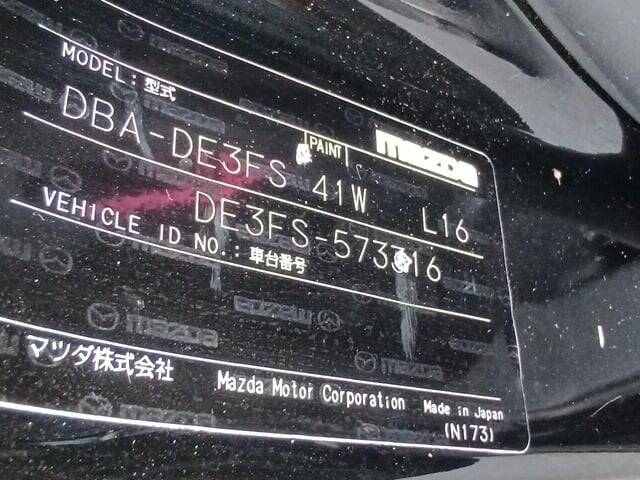 MODEL: 型式
mazda
PAINT
DBA-DE3FS 41W L16
DE3FS
VEHICLE ID NO.: 車台番号
マツダ株式会社 Mazda Motor Corporation Made in Japan
(N173)